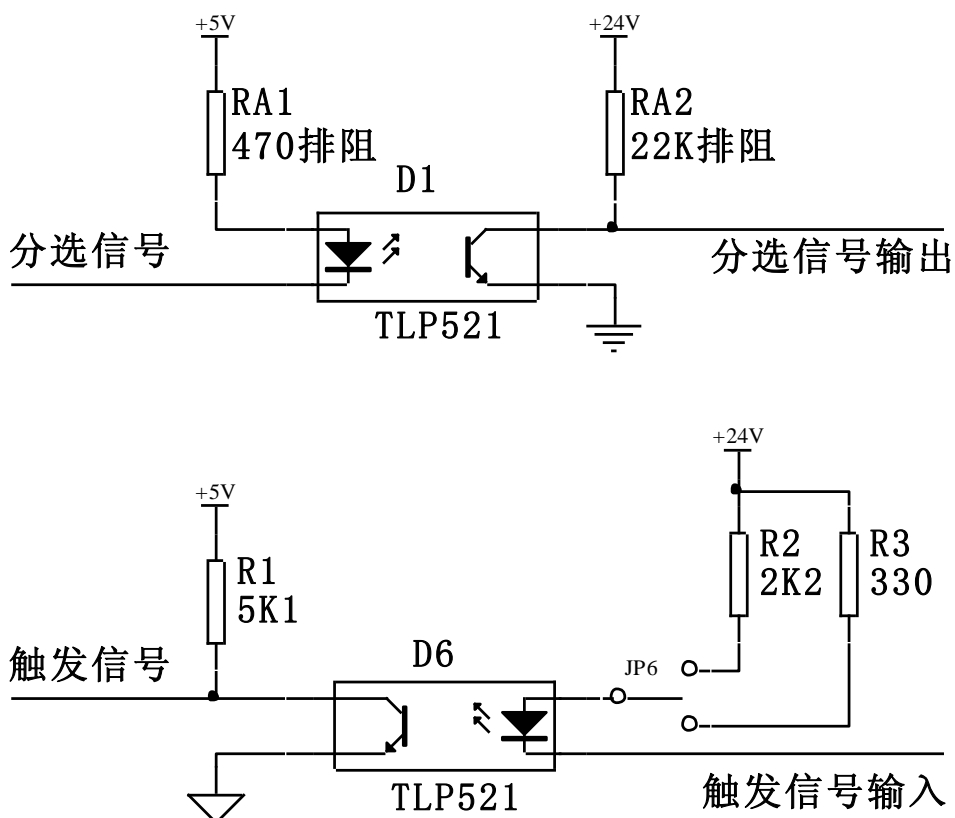 +5V
+24V
RA1
470排阻
RA2
22K排阻
D1
分选信号
分选信号输出
TLP521
+24V
+5V
R1
5K1
R2
2K2
R3
330
触发信号
D6
JP6
TLP521
触发信号输入